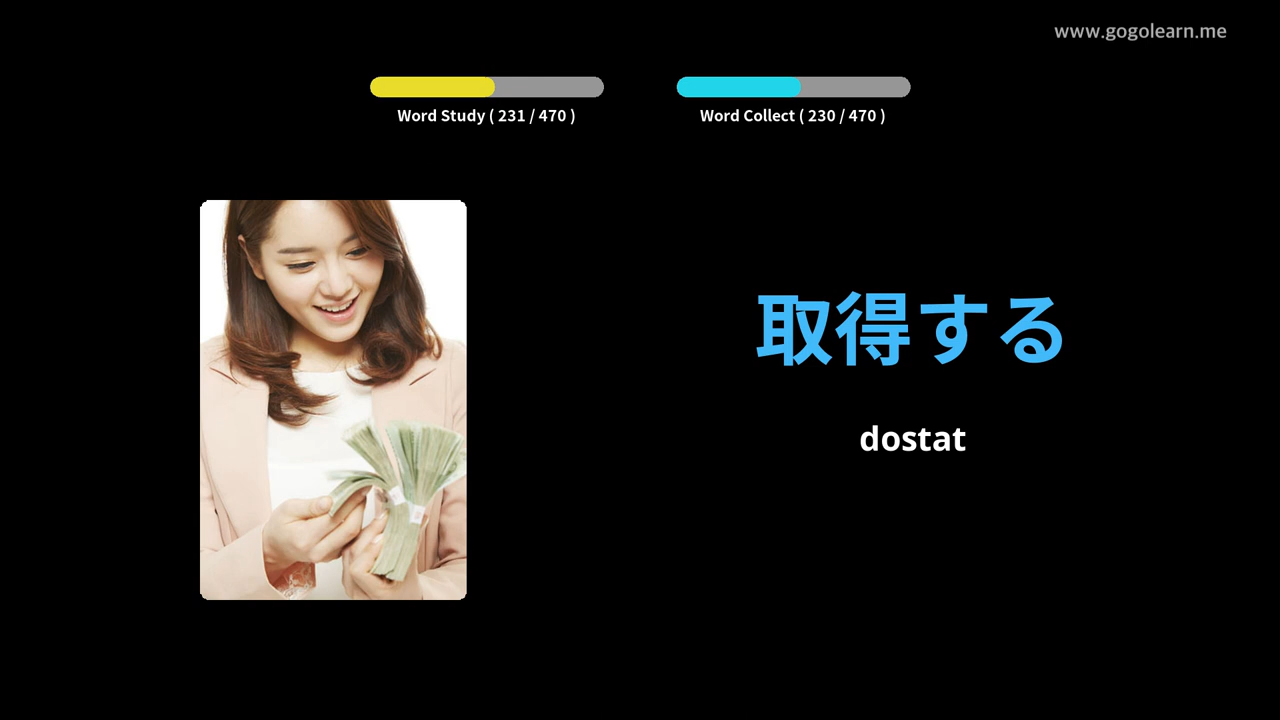 www.gogolearn.me
Word Study ( 231 / 470 )
Word Collect ( 230 / 470 )
取得する
dostat